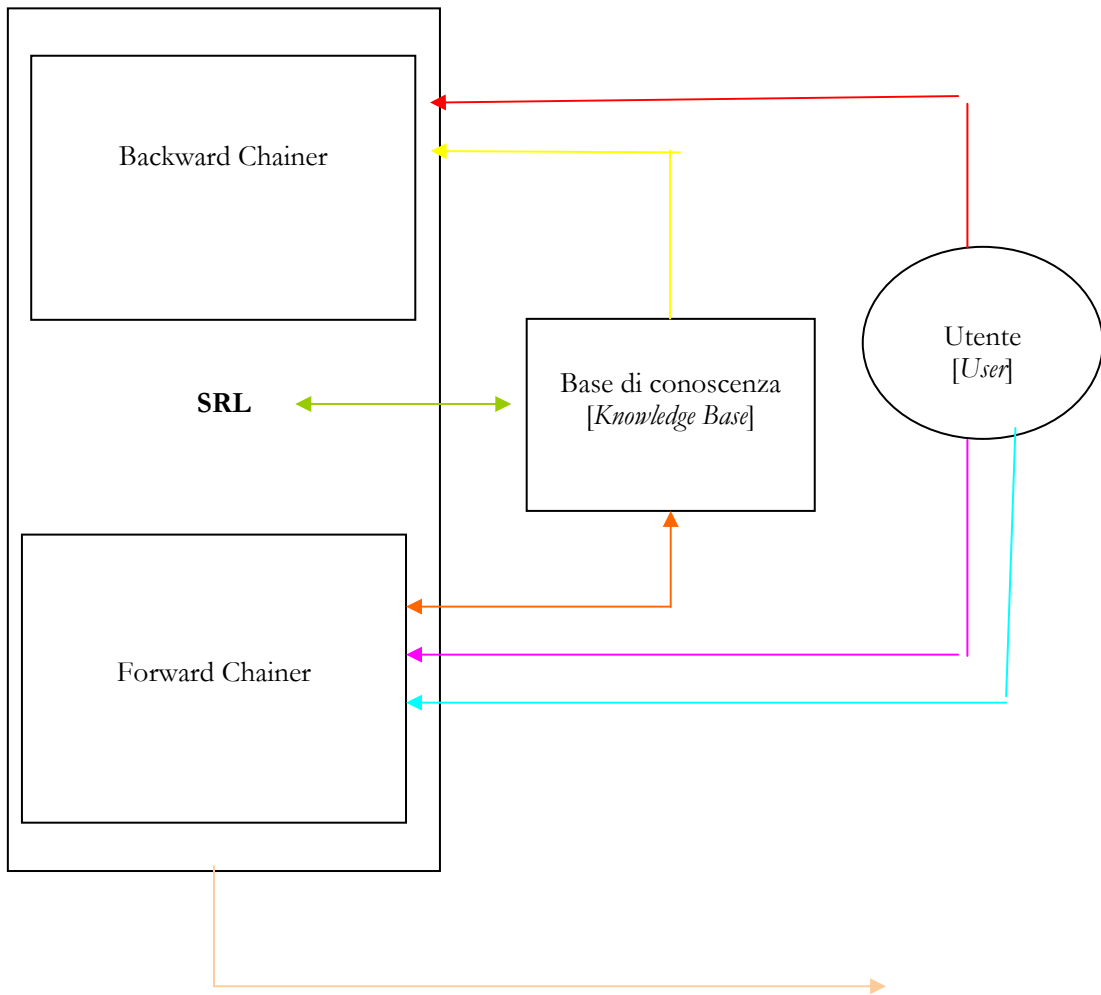 Backward Chainer
Utente
[User]
Base di conoscenza
[Knowledge Base]
SRL
Forward Chainer